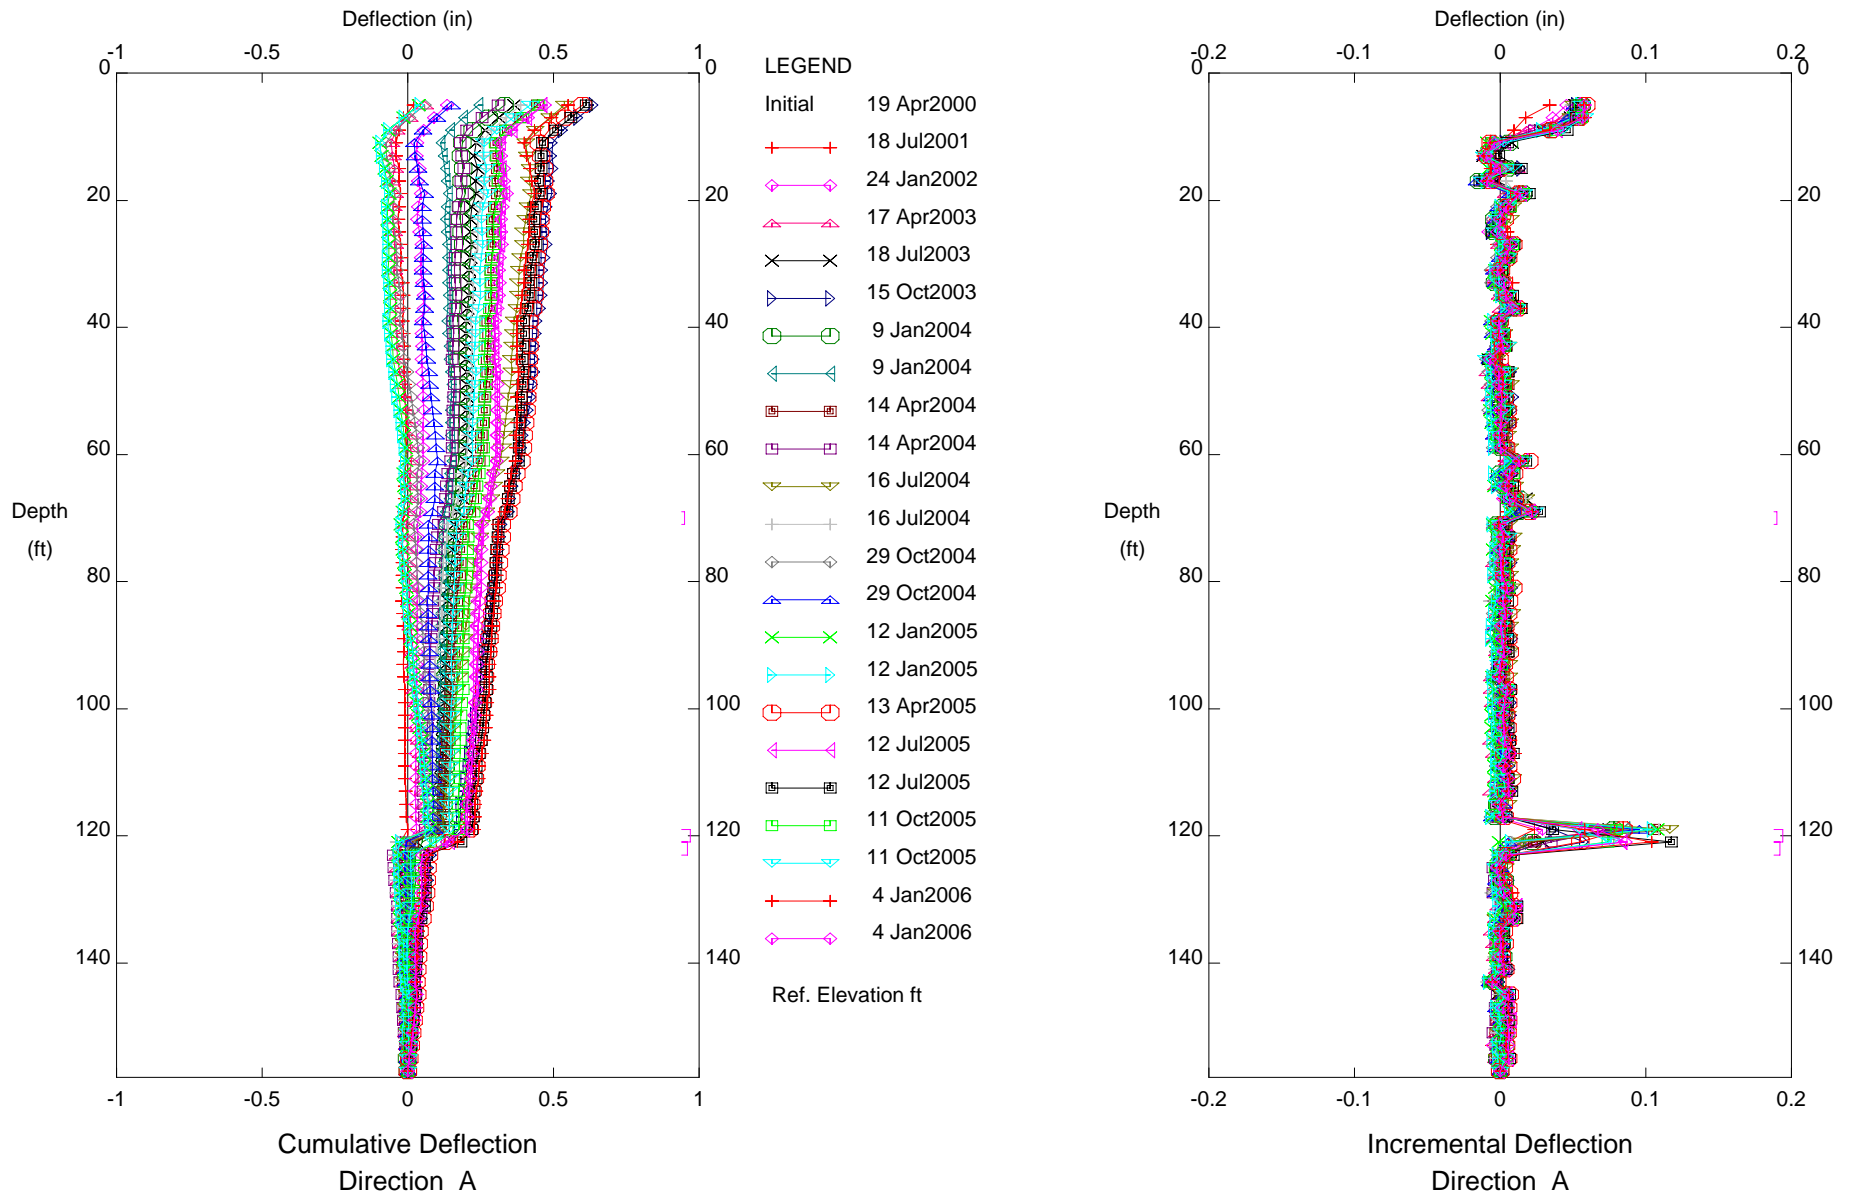 Deflection (in)
-1 -0.5 0 0.5 1
0 0
20 20
40 40
60 60
80 80
100 100
120 120
140 140
Depth
(ft)
-1 -0.5 0 0.5 1
Cumulative Deflection
Direction A
LEGEND
Initial 19 Apr2000
18 Jul2001
24 Jan2002
17 Apr2003
18 Jul2003
15 Oct2003
9 Jan2004
9 Jan2004
14 Apr2004
14 Apr2004
16 Jul2004
16 Jul2004
29 Oct2004
29 Oct2004
12 Jan2005
12 Jan2005
13 Apr2005
12 Jul2005
12 Jul2005
11 Oct2005
11 Oct2005
4 Jan2006
4 Jan2006
Ref. Elevation ft
Deflection (in)
-0.2 -0.1 0 0.1 0.2
0 0
20 20
40 40
60 60
80 80
100 100
120 120
140 140
Depth
(ft)
-0.2 -0.1 0 0.1 0.2
Incremental Deflection
Direction A